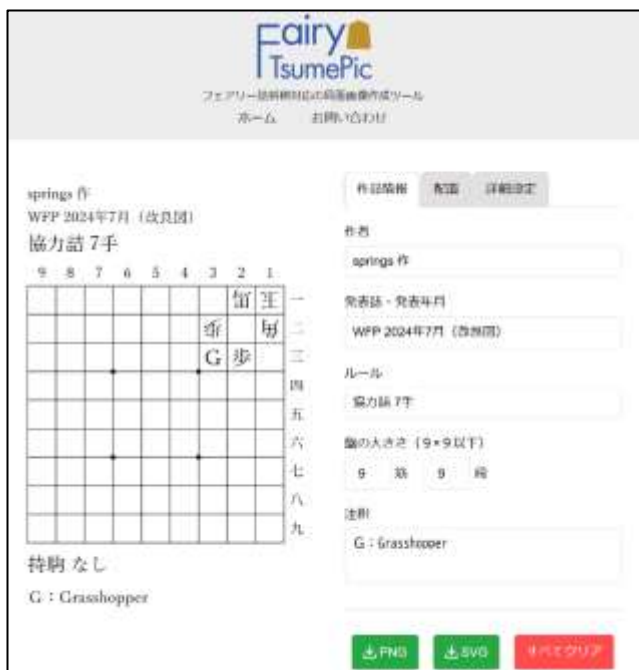 Fairy
TsumePic
フェアリー詰将棋対応の局面画像作成ツール
ホーム お問い合わせ
springs 作
WFP 2024年7月（改良図）
協力詰 7手
9 8 7 6 5 4 3 2 1
馬 玉 一
歩 角 二
G 歩 三
四
五
六
七
八
九
持駒 なし
G：Grasshopper
作品情報 配置 詳細設定
作者
springs 作
発表誌・発表年月
WFP 2024年7月（改良図）
ルール
協力詰 7手
盤の大きさ（9×9以下）
9 筋 9 段
注釈
G：Grasshopper
PNG SVG すべてクリア